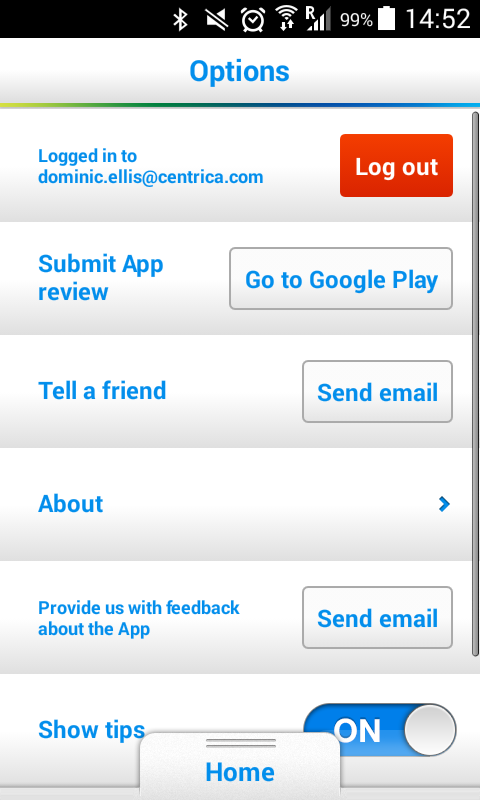 R 99% 14:52
Options
Logged in to
dominic.ellis@centrica.com
Log out
Submit App
review
Go to Google Play
Tell a friend
Send email
About
Provide us with feedback
about the App
Send email
Show tips
ON
Home